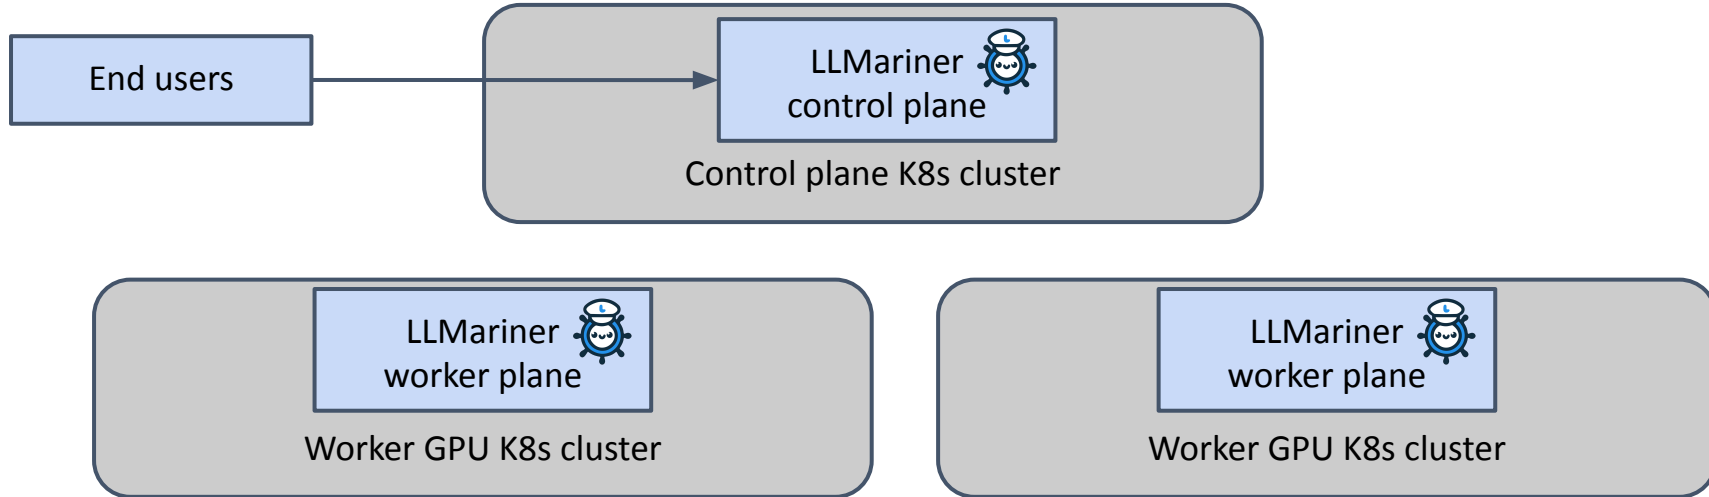 End users
LLMariner
control plane
Control plane K8s cluster
LLMariner
worker plane
Worker GPU K8s cluster
LLMariner
worker plane
Worker GPU K8s cluster